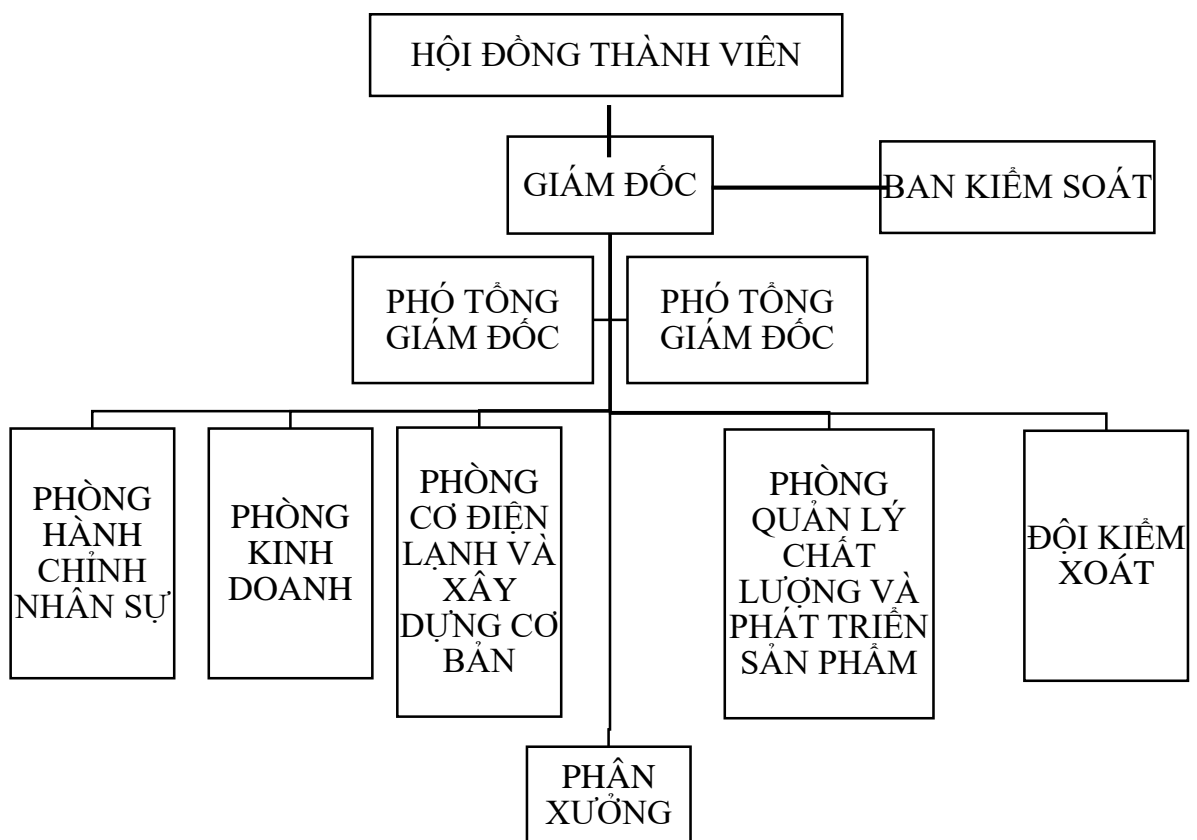 HỘI ĐỒNG THÀNH VIÊN
GIÁM ĐỐC
BAN KIỂM SOÁT
PHÓ TỔNG
GIÁM ĐỐC
PHÓ TỔNG
GIÁM ĐỐC
PHÒNG
HÀNH
CHỈNH
NHÂN SỰ
PHÒNG
KINH
DOANH
PHÒNG
CƠ ĐIỆN
LẠNH VÀ
XÂY
DỰNG CƠ
BẢN
PHÒNG
QUẢN LÝ
CHẤT
LƯỢNG VÀ
PHÁT TRIỂN
SẢN PHẨM
ĐỘI KIỂM
XOÁT
PHÂN
XƯỞNG